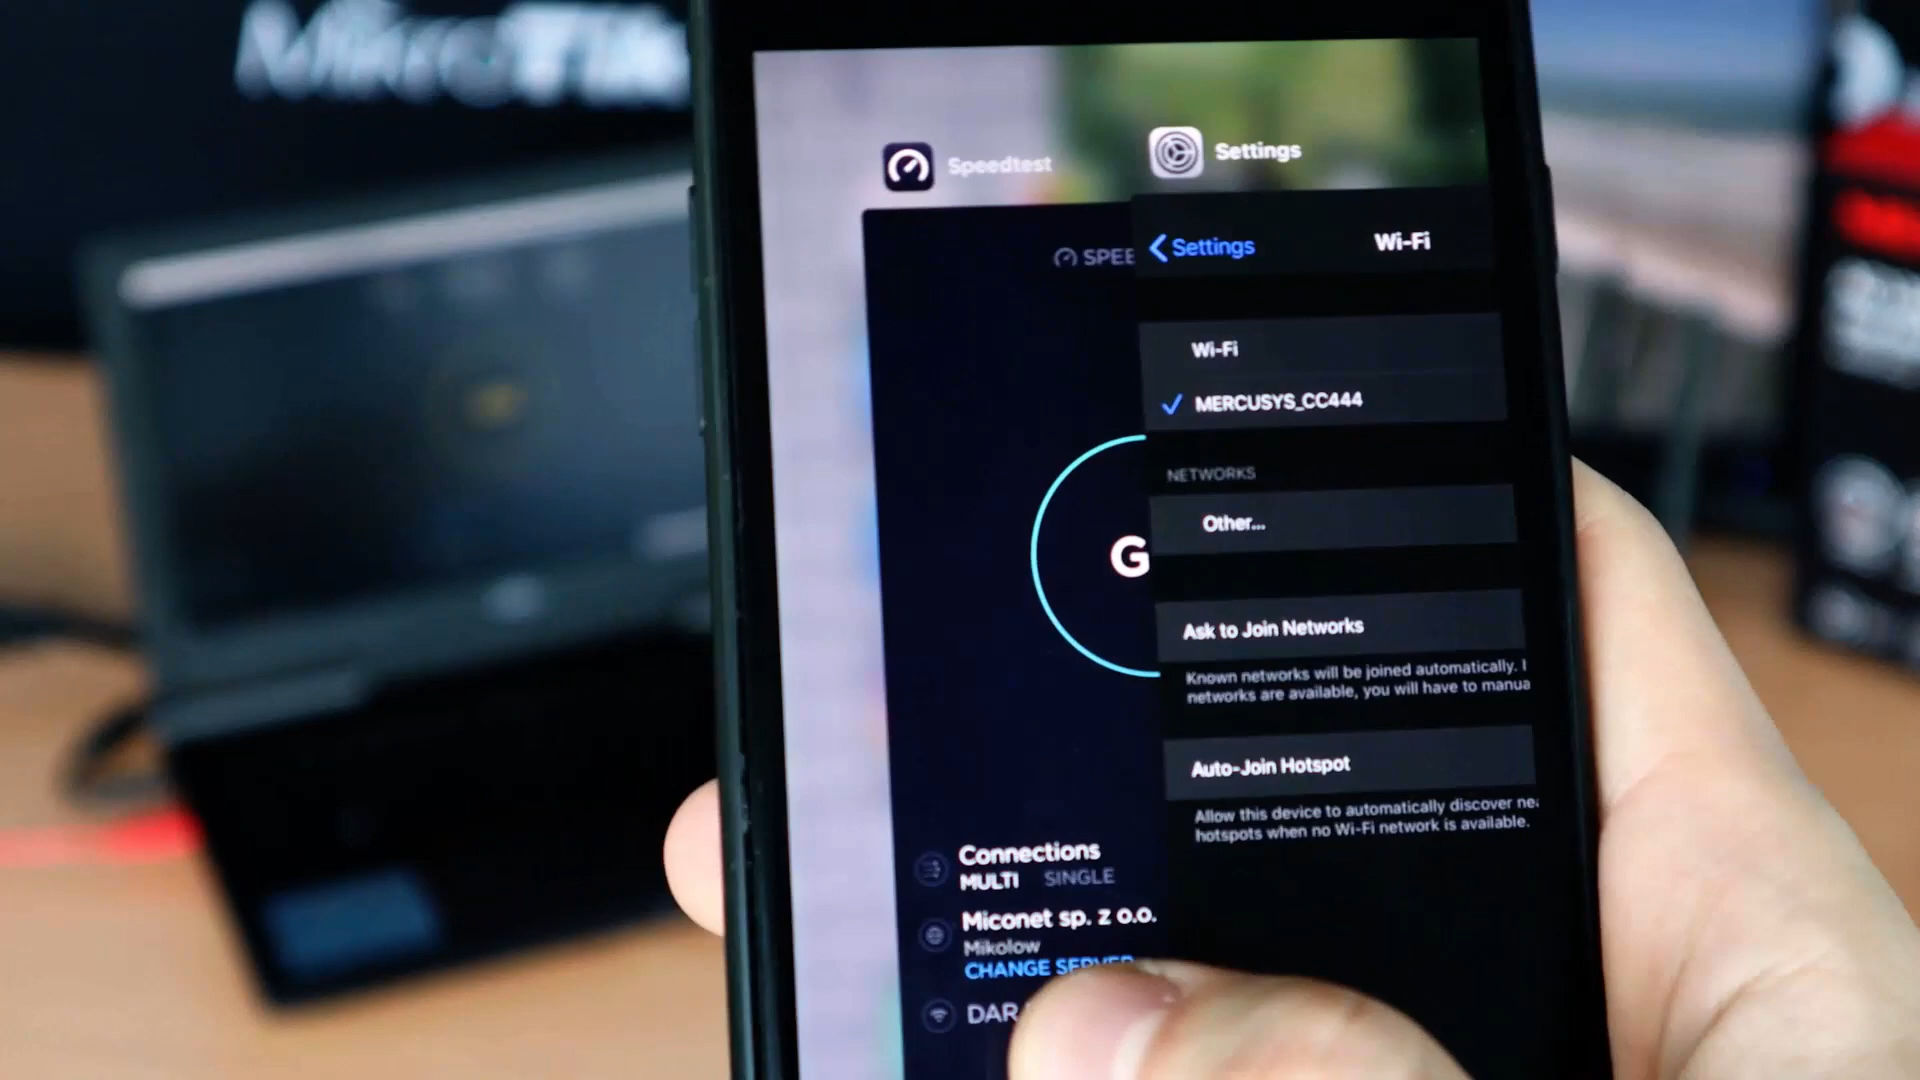 MikroTik
Speedtest
SPEE
G
Connections
MULTI SINGLE
Miconet sp. z o.o.
Mikolow
CHANGE SERVER
DAR
Settings
Settings
Wi-Fi
Wi-Fi
MERCUSYS_CC444
NETWORKS
Other...
Ask to Join Networks
Known networks will be joined automatically. I
networks are available, you will have to manua
Auto-Join Hotspot
Allow this device to automatically discover nea
hotspots when no Wi-Fi network is available.